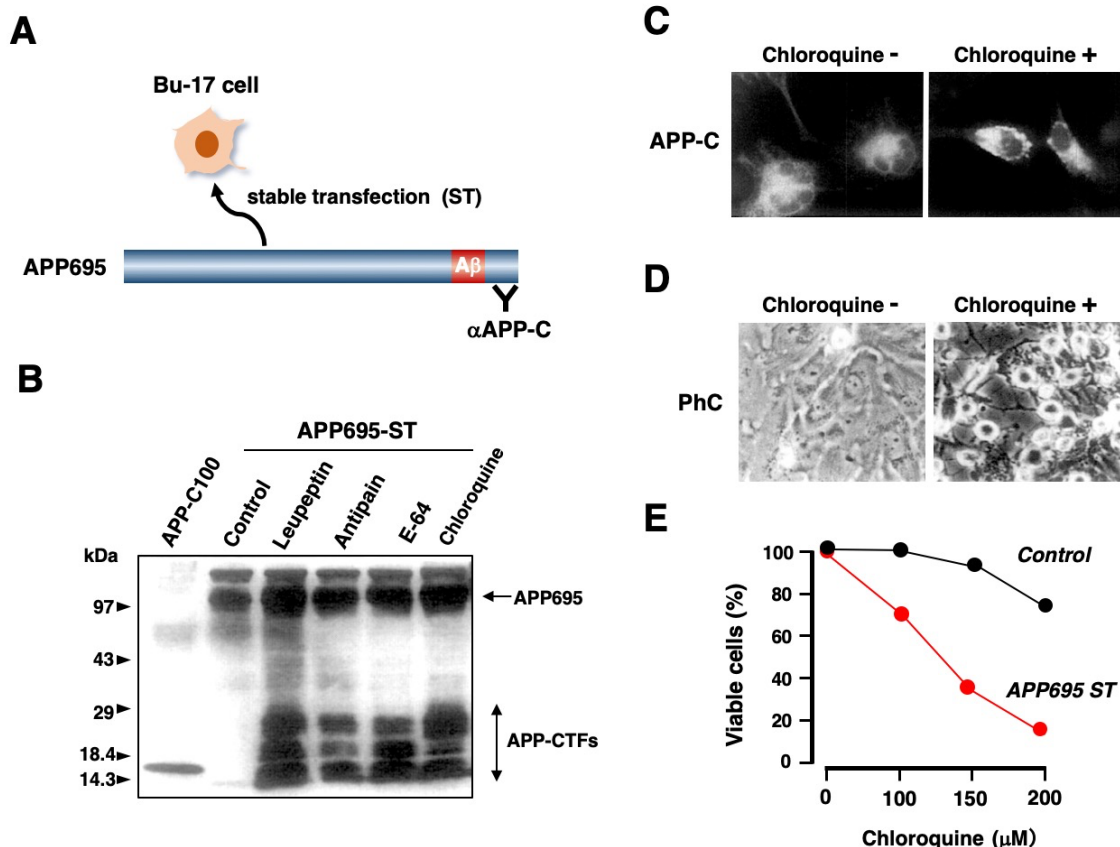 A
Bu-17 cell
stable transfection (ST)
APP695
Aβ
αAPP-C
B
APP695-ST
APP-C100
Control
Leupeptin
Antipain
E-64
Chloroquine
kDa
97
43
29
18.4
14.3
APP695
APP-CTFs
C
Chloroquine -
Chloroquine +
APP-C
D
Chloroquine -
Chloroquine +
PhC
E
Viable cells (%)
100
80
60
40
20
0
Control
APP695 ST
0 100 150 200
Chloroquine (μM)